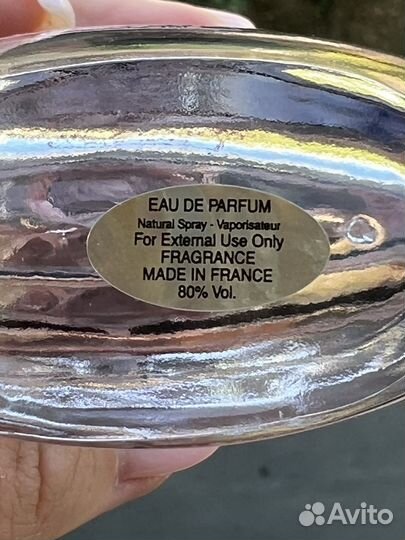 EAU DE PARFUM
Natural Spray - Vaporisateur
For External Use Only
FRAGRANCE
MADE IN FRANCE
80% Vol.
Avito